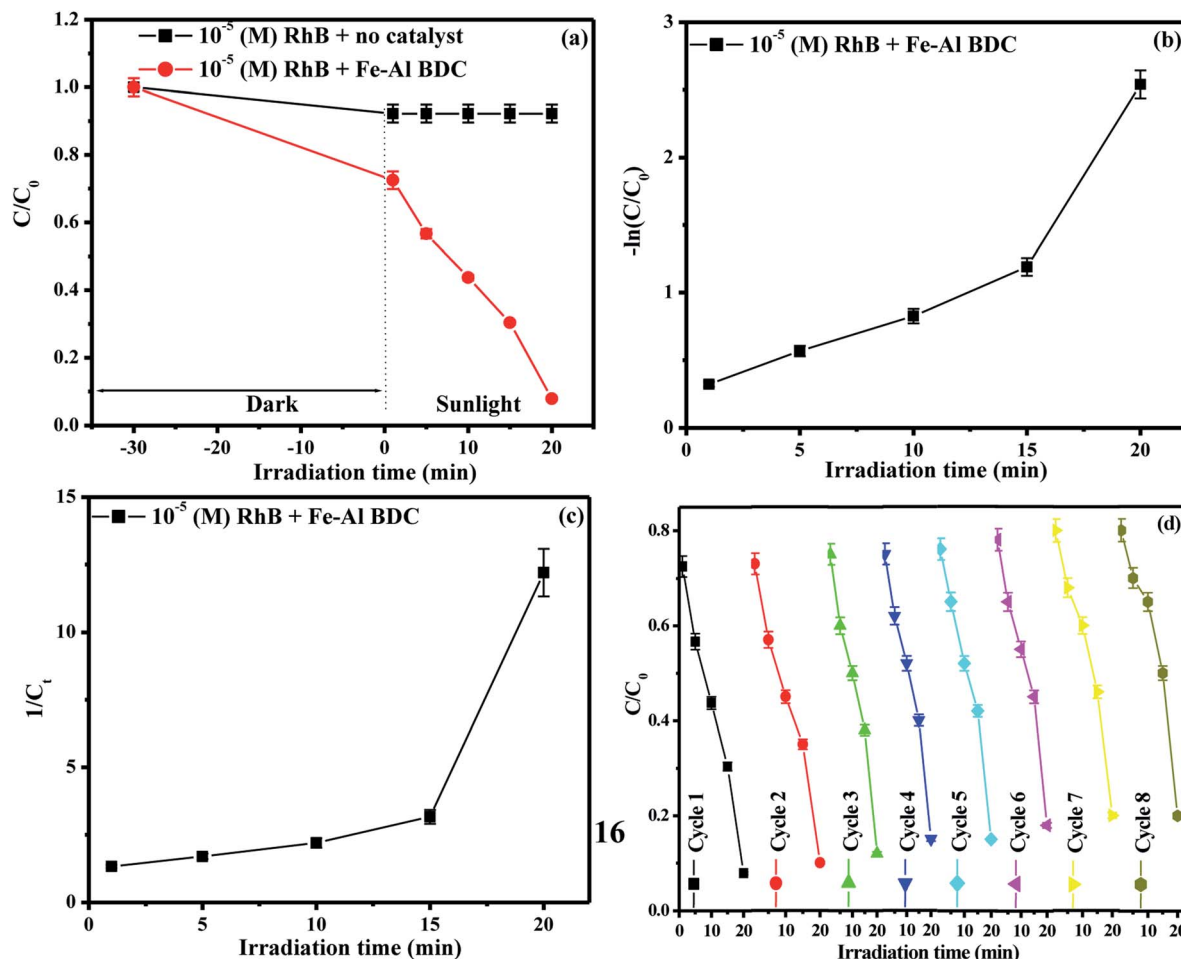 (a)
10⁻⁵ (M) RhB + no catalyst
10⁻⁵ (M) RhB + Fe-Al BDC
C/C₀
1.2
1.0
0.8
0.6
0.4
0.2
0.0
Dark
Sunlight
-30 -20 -10 0 10 20
Irradiation time (min)
(b)
10⁻⁵ (M) RhB + Fe-Al BDC
-ln(C/C₀)
3
2
1
0
0 5 10 15 20
Irradiation time (min)
(c)
10⁻⁵ (M) RhB + Fe-Al BDC
1/Cₜ
15
10
5
0
0 5 10 15 20
Irradiation time (min)
16
(d)
C/C₀
0.8
0.6
0.4
0.2
0.0
Cycle 1
Cycle 2
Cycle 3
Cycle 4
Cycle 5
Cycle 6
Cycle 7
Cycle 8
0 10 20 10 20 10 20 10 20 10 20 10 20 10 20 10 20
Irradiation time (min)